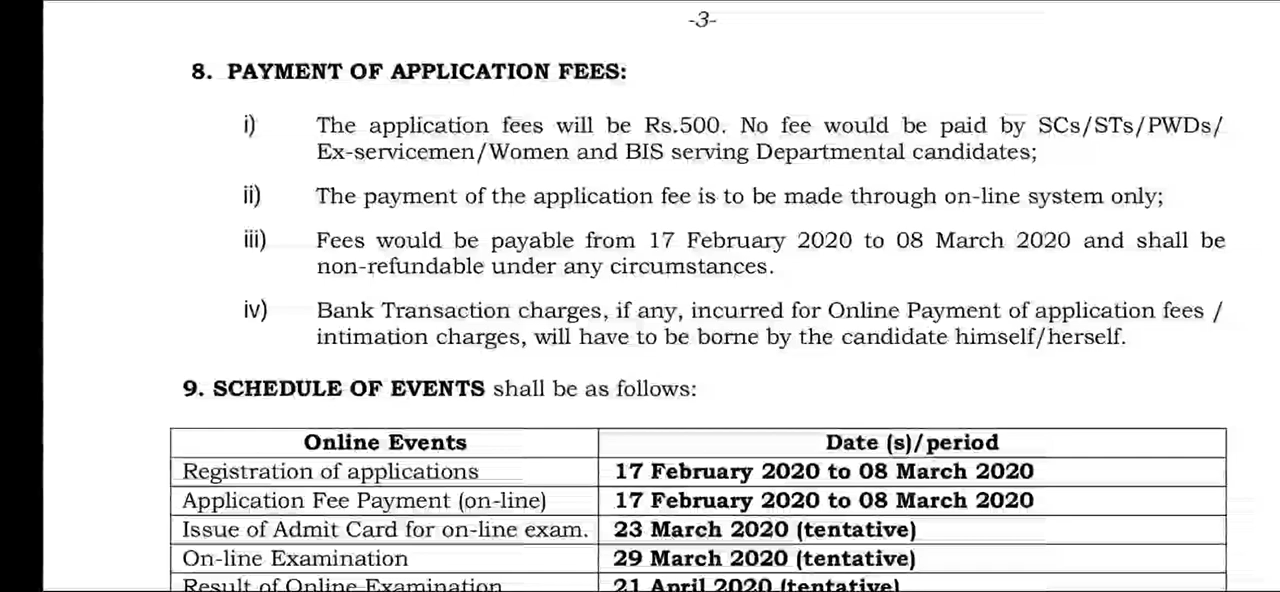 -3-
8. PAYMENT OF APPLICATION FEES:
i) The application fees will be Rs.500. No fee would be paid by SCs/STs/PWDs/
Ex-servicemen/Women and BIS serving Departmental candidates;
ii) The payment of the application fee is to be made through on-line system only;
iii) Fees would be payable from 17 February 2020 to 08 March 2020 and shall be
non-refundable under any circumstances.
iv) Bank Transaction charges, if any, incurred for Online Payment of application fees /
intimation charges, will have to be borne by the candidate himself/herself.
9. SCHEDULE OF EVENTS shall be as follows:
Online Events Date (s)/period
Registration of applications 17 February 2020 to 08 March 2020
Application Fee Payment (on-line) 17 February 2020 to 08 March 2020
Issue of Admit Card for on-line exam. 23 March 2020 (tentative)
On-line Examination 29 March 2020 (tentative)
Result of Online Examination 21 April 2020 (tentative)